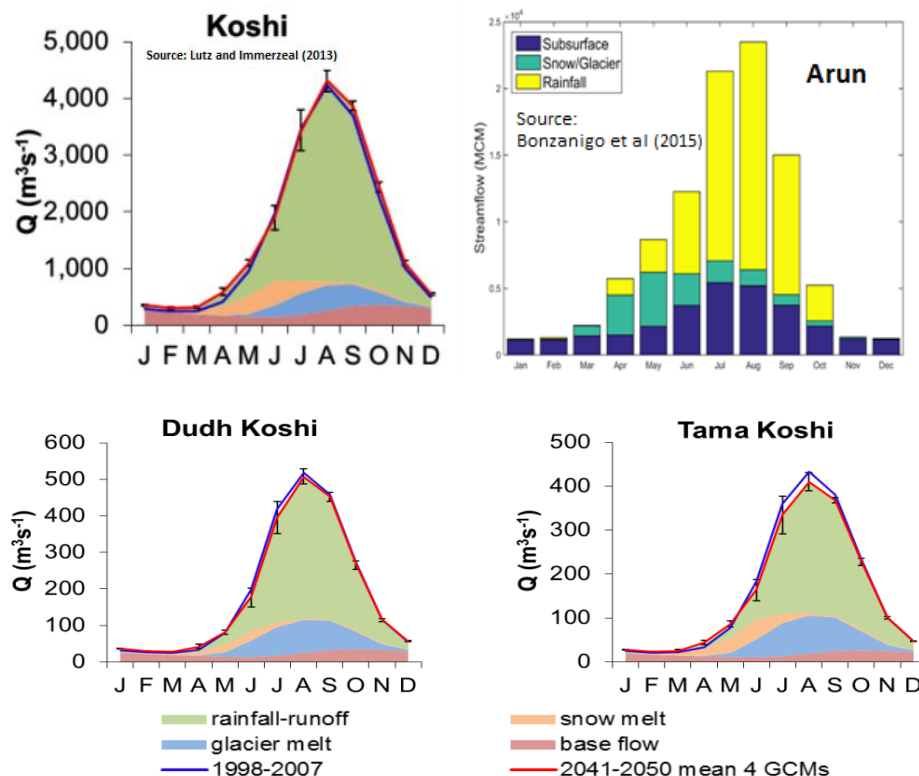 Koshi
Source: Lutz and Immerzeal (2013)
5,000
4,000
3,000
2,000
1,000
0
Q (m³s⁻¹)
J F M A M J J A S O N D
2.5 ×10⁴
2
1.5
1
0.5
0
Streamflow (MCM)
Subsurface
Snow/Glacier
Rainfall
Arun
Source:
Bonzanigo et al (2015)
Jan Feb Mar Apr May Jun Jul Aug Sep Oct Nov Dec
Dudh Koshi
600
500
400
300
200
100
0
Q (m³s⁻¹)
J F M A M J J A S O N D
Tama Koshi
500
400
300
200
100
0
Q (m³s⁻¹)
J F M A M J J A S O N D
rainfall-runoff
snow melt
glacier melt
base flow
1998-2007
2041-2050 mean 4 GCMs